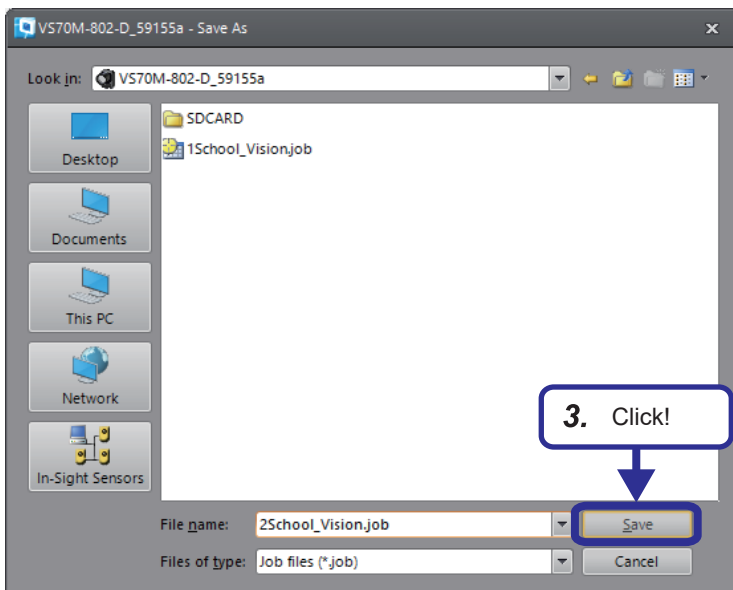 VS70M-802-D_59155a - Save As
Look in: VS70M-802-D_59155a
SDCARD
1School_Vision.job
Desktop
Documents
This PC
Network
In-Sight Sensors
3. Click!
File name: 2School_Vision.job Save
Files of type: Job files (*.job) Cancel